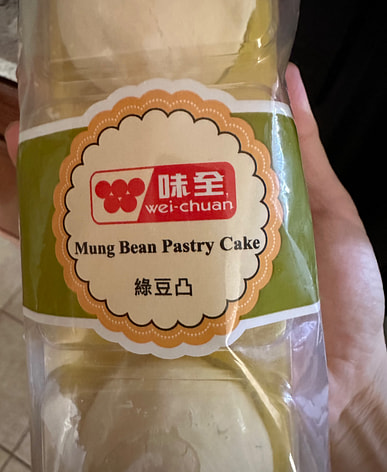 味全
wei-chuan
Mung Bean Pastry Cake
綠豆凸